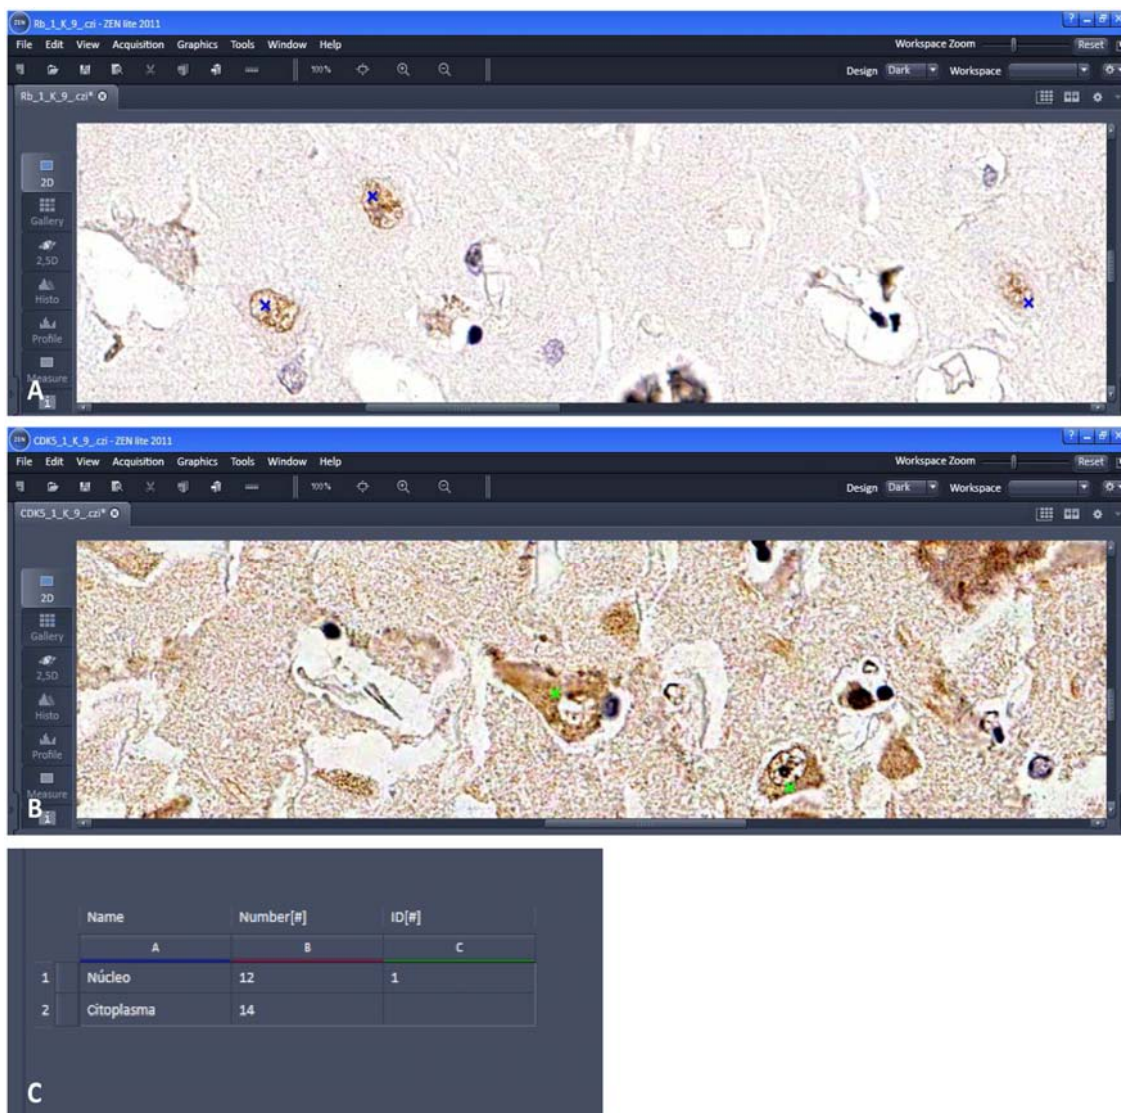 ZEN Rb_1_K_9_.czi - ZEN lite 2011 ?
File Edit View Acquisition Graphics Tools Window Help Workspace Zoom Reset
100% Design Dark Workspace
Rb_1_K_9_.czi*
2D
Gallery
2,5D
Histo
Profile
Measure
A
ZEN CDK5_1_K_9_.czi - ZEN lite 2011 ?
File Edit View Acquisition Graphics Tools Window Help Workspace Zoom Reset
100% Design Dark Workspace
CDK5_1_K_9_.czi*
2D
Gallery
2,5D
Histo
Profile
Measure
B
Name Number[#] ID[#]
A B C
1 Núcleo 12 1
2 Citoplasma 14
C